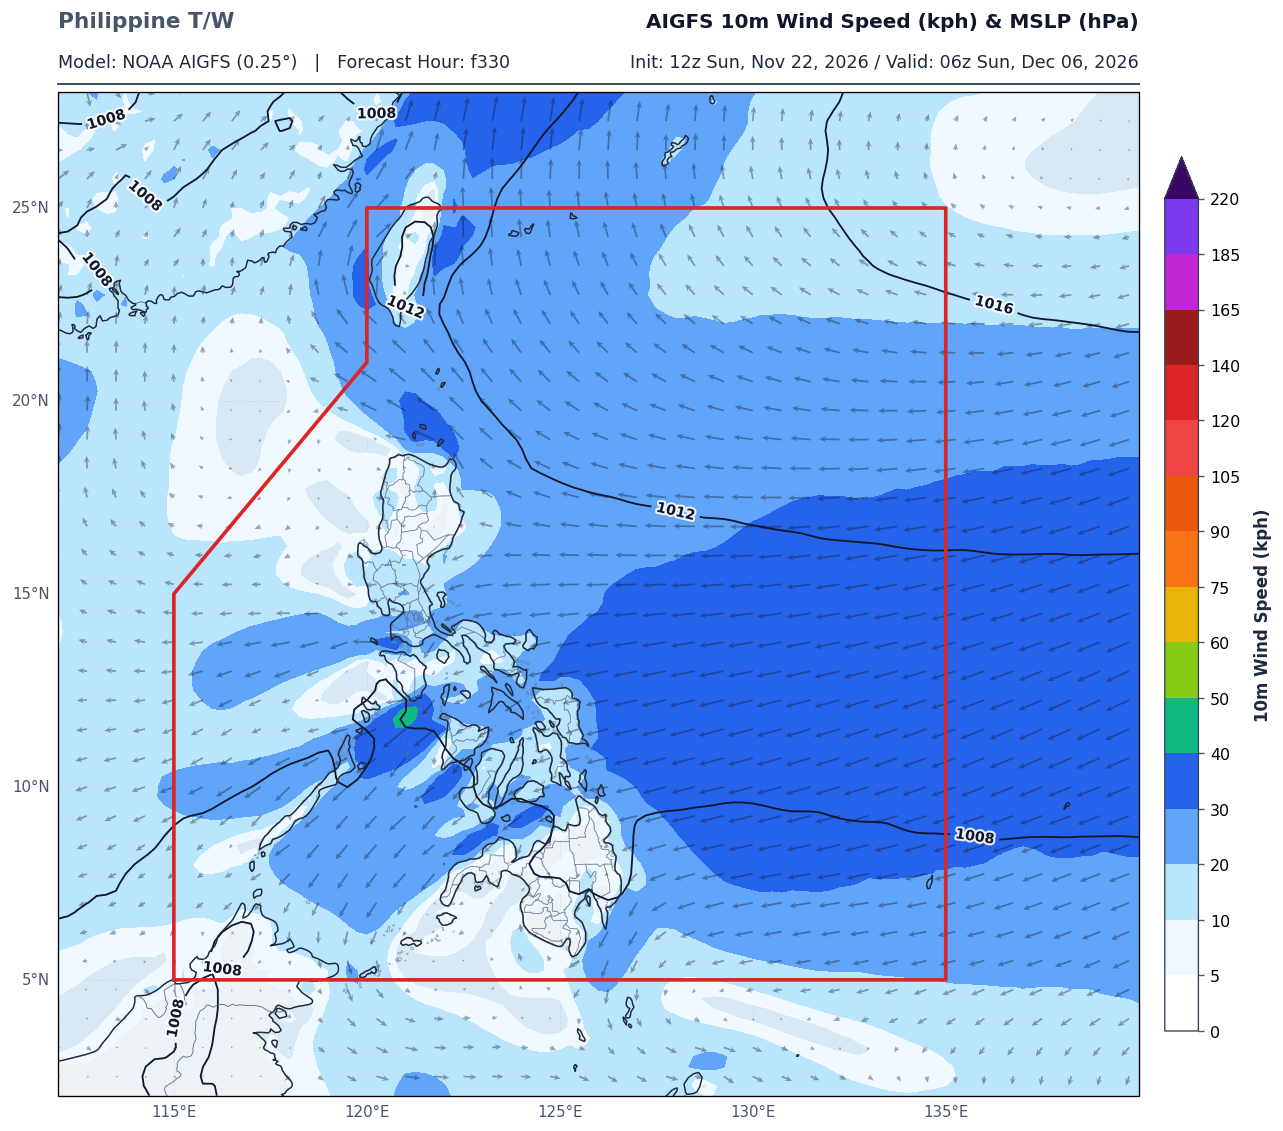 Philippine T/W
AIGFS 10m Wind Speed (kph) & MSLP (hPa)
Model: NOAA AIGFS (0.25°) | Forecast Hour: f330
Init: 12z Sun, Nov 22, 2026 / Valid: 06z Sun, Dec 06, 2026
1008
1008
1008
1008
1012
1016
1012
1008
1008
1008
25°N
20°N
15°N
10°N
5°N
115°E
120°E
125°E
130°E
135°E
220
185
165
140
120
105
90
75
60
50
40
30
20
10
5
0
10m Wind Speed (kph)